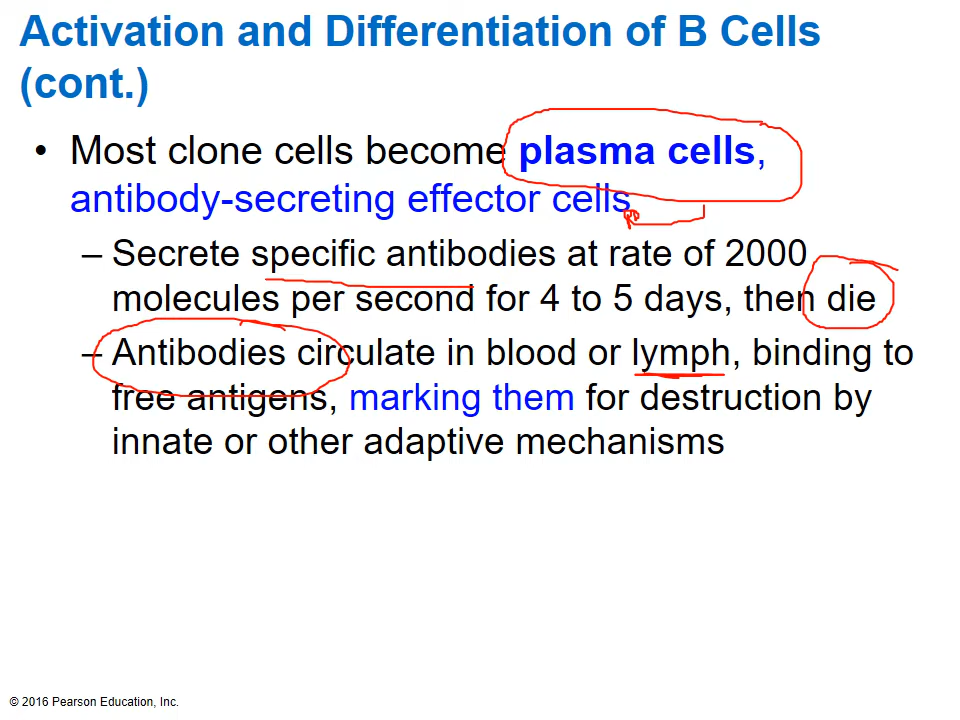 Activation and Differentiation of B Cells
(cont.)
• Most clone cells become plasma cells,
antibody-secreting effector cells
– Secrete specific antibodies at rate of 2000
molecules per second for 4 to 5 days, then die
– Antibodies circulate in blood or lymph, binding to
free antigens, marking them for destruction by
innate or other adaptive mechanisms
© 2016 Pearson Education, Inc.